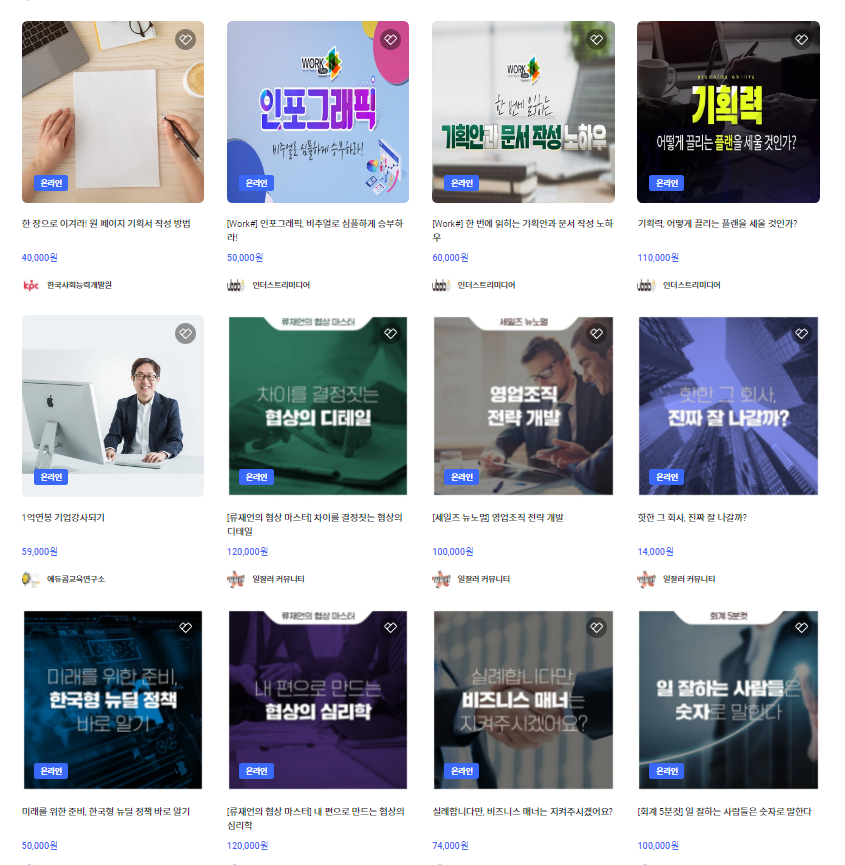 WORK
인포그래픽
비주얼로 심플하게 승부하라!
WORK
한 번에 읽히는
기획안과 문서 작성 노하우
planning ability
기획력
어떻게 끌리는 플랜을 세울 것인가?
온라인
온라인
온라인
온라인
한 장으로 이겨라! 원 페이지 기획서 작성 방법
[Work#] 인포그래픽, 비주얼로 심플하게 승부하
라!
[Work#] 한 번에 읽히는 기획안과 문서 작성 노하
우
기획력, 어떻게 끌리는 플랜을 세울 것인가?
40,000원
50,000원
60,000원
110,000원
kpc
한국사회능력개발원
인더스트리미디어
인더스트리미디어
인더스트리미디어
류재언의 협상 마스터
차이를 결정짓는
협상의 디테일
세일즈 뉴노멀
영업조직
전략 개발
핫한 그 회사,
진짜 잘 나갈까?
온라인
온라인
온라인
온라인
1억연봉 기업강사되기
[류재언의 협상 마스터] 차이를 결정짓는 협상의
디테일
[세일즈 뉴노멀] 영업조직 전략 개발
핫한 그 회사, 진짜 잘 나갈까?
59,000원
120,000원
100,000원
14,000원
에듀콤교육연구소
일잘러 커뮤니티
일잘러 커뮤니티
일잘러 커뮤니티
미래를 위한 준비,
한국형 뉴딜 정책
바로 알기
류재언의 협상 마스터
내 편으로 만드는
협상의 심리학
실례합니다만,
비즈니스 매너는
지켜주시겠어요?
회계 5분컷
일 잘하는 사람들은
숫자로 말한다
온라인
온라인
온라인
온라인
미래를 위한 준비, 한국형 뉴딜 정책 바로 알기
[류재언의 협상 마스터] 내 편으로 만드는 협상의
심리학
실례합니다만, 비즈니스 매너는 지켜주시겠어요?
[회계 5분컷] 일 잘하는 사람들은 숫자로 말한다
50,000원
120,000원
74,000원
100,000원